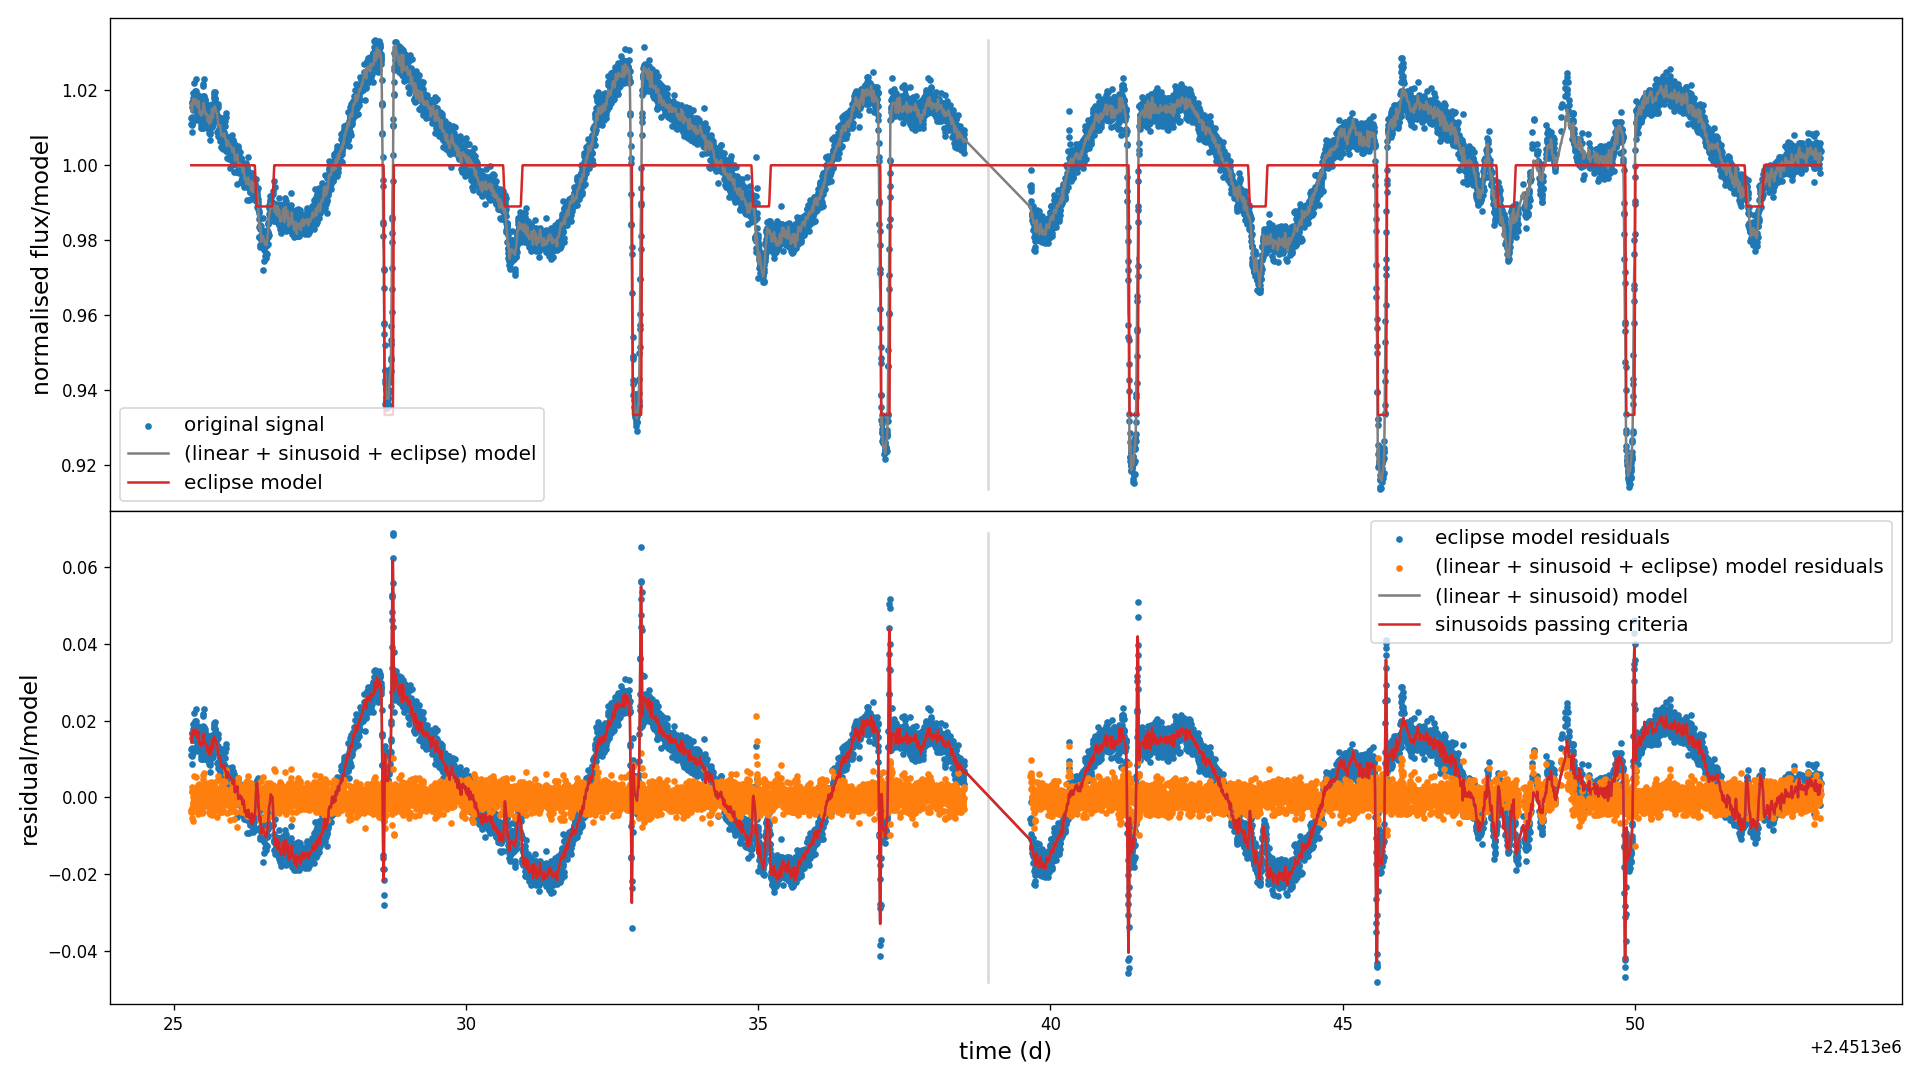 normalised flux/model
1.02
1.00
0.98
0.96
0.94
0.92
original signal
(linear + sinusoid + eclipse) model
eclipse model
residual/model
0.06
0.04
0.02
0.00
−0.02
−0.04
eclipse model residuals
(linear + sinusoid + eclipse) model residuals
(linear + sinusoid) model
sinusoids passing criteria
25 30 35 40 45 50
+2.4513e6
time (d)